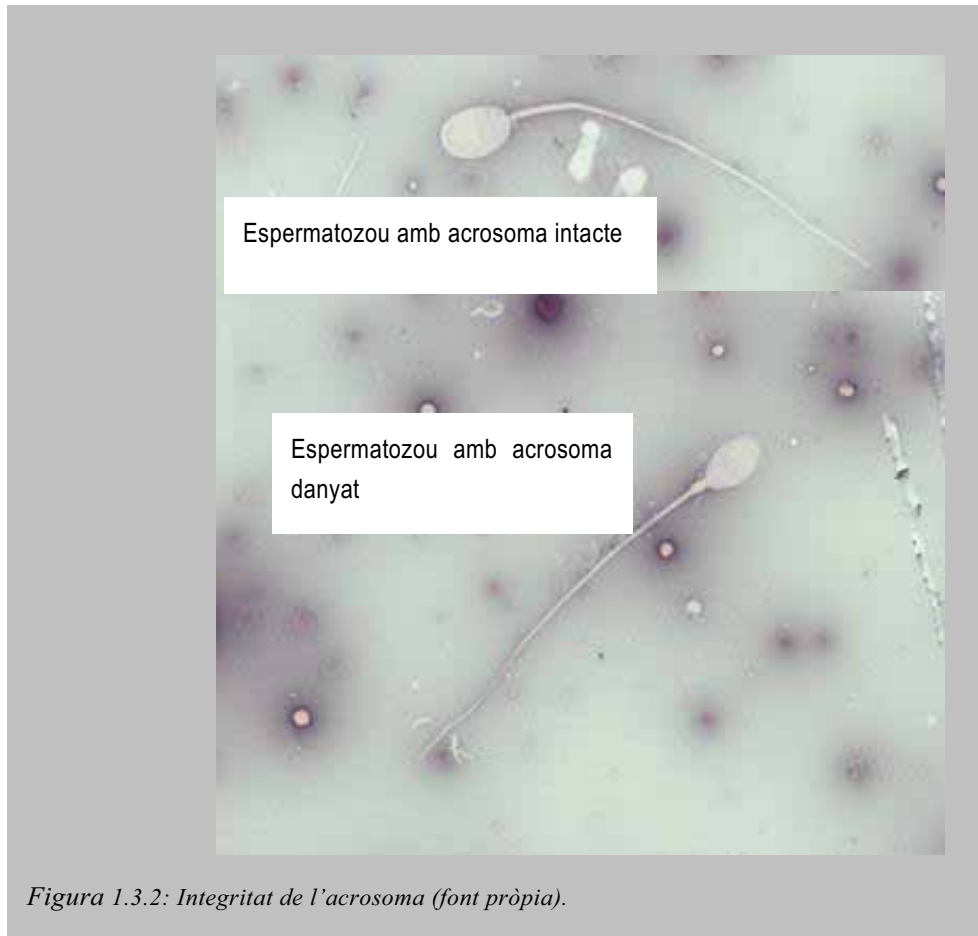 Espermatozou amb acrosoma intacte
Espermatozou amb acrosoma
danyat
Figura 1.3.2: Integritat de l’acrosoma (font pròpia).